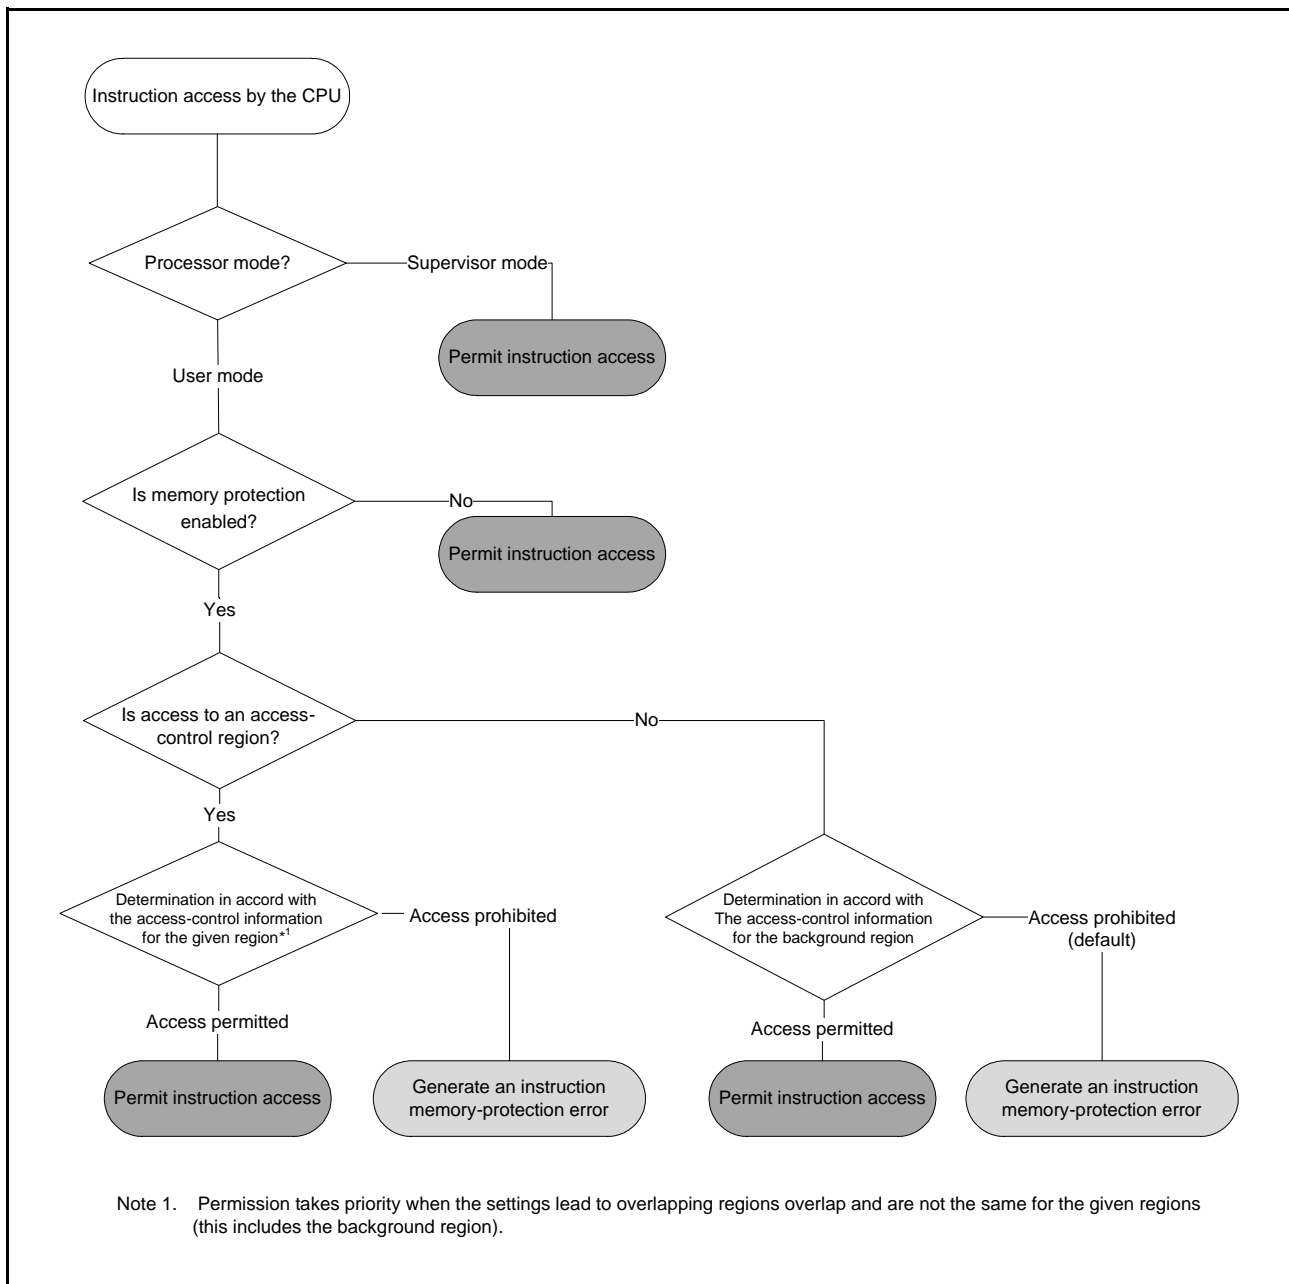 Instruction access by the CPU
Processor mode?
Supervisor mode
Permit instruction access
User mode
Is memory protection
enabled?
No
Permit instruction access
Yes
Is access to an access-
control region?
No
Yes
Determination in accord with
the access-control information
for the given region*1
Access prohibited
Determination in accord with
The access-control information
for the background region
Access prohibited
(default)
Access permitted
Access permitted
Permit instruction access
Generate an instruction
memory-protection error
Permit instruction access
Generate an instruction
memory-protection error
Note 1. Permission takes priority when the settings lead to overlapping regions overlap and are not the same for the given regions
(this includes the background region).